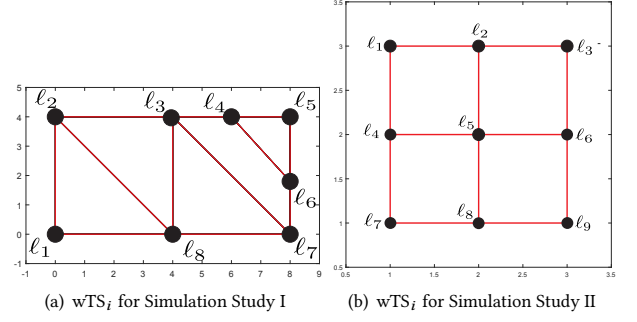 ℓ2 ℓ3 ℓ4 ℓ5
ℓ6
ℓ1 ℓ8 ℓ7
5
4
3
2
1
0
-1
-1 0 1 2 3 4 5 6 7 8 9
(a) wTSi for Simulation Study I
ℓ1 ℓ2 ℓ3
ℓ4 ℓ5 ℓ6
ℓ7 ℓ8 ℓ9
3.5
3
2.5
2
1.5
1
0.5
0.5 1 1.5 2 2.5 3 3.5
(b) wTSi for Simulation Study II